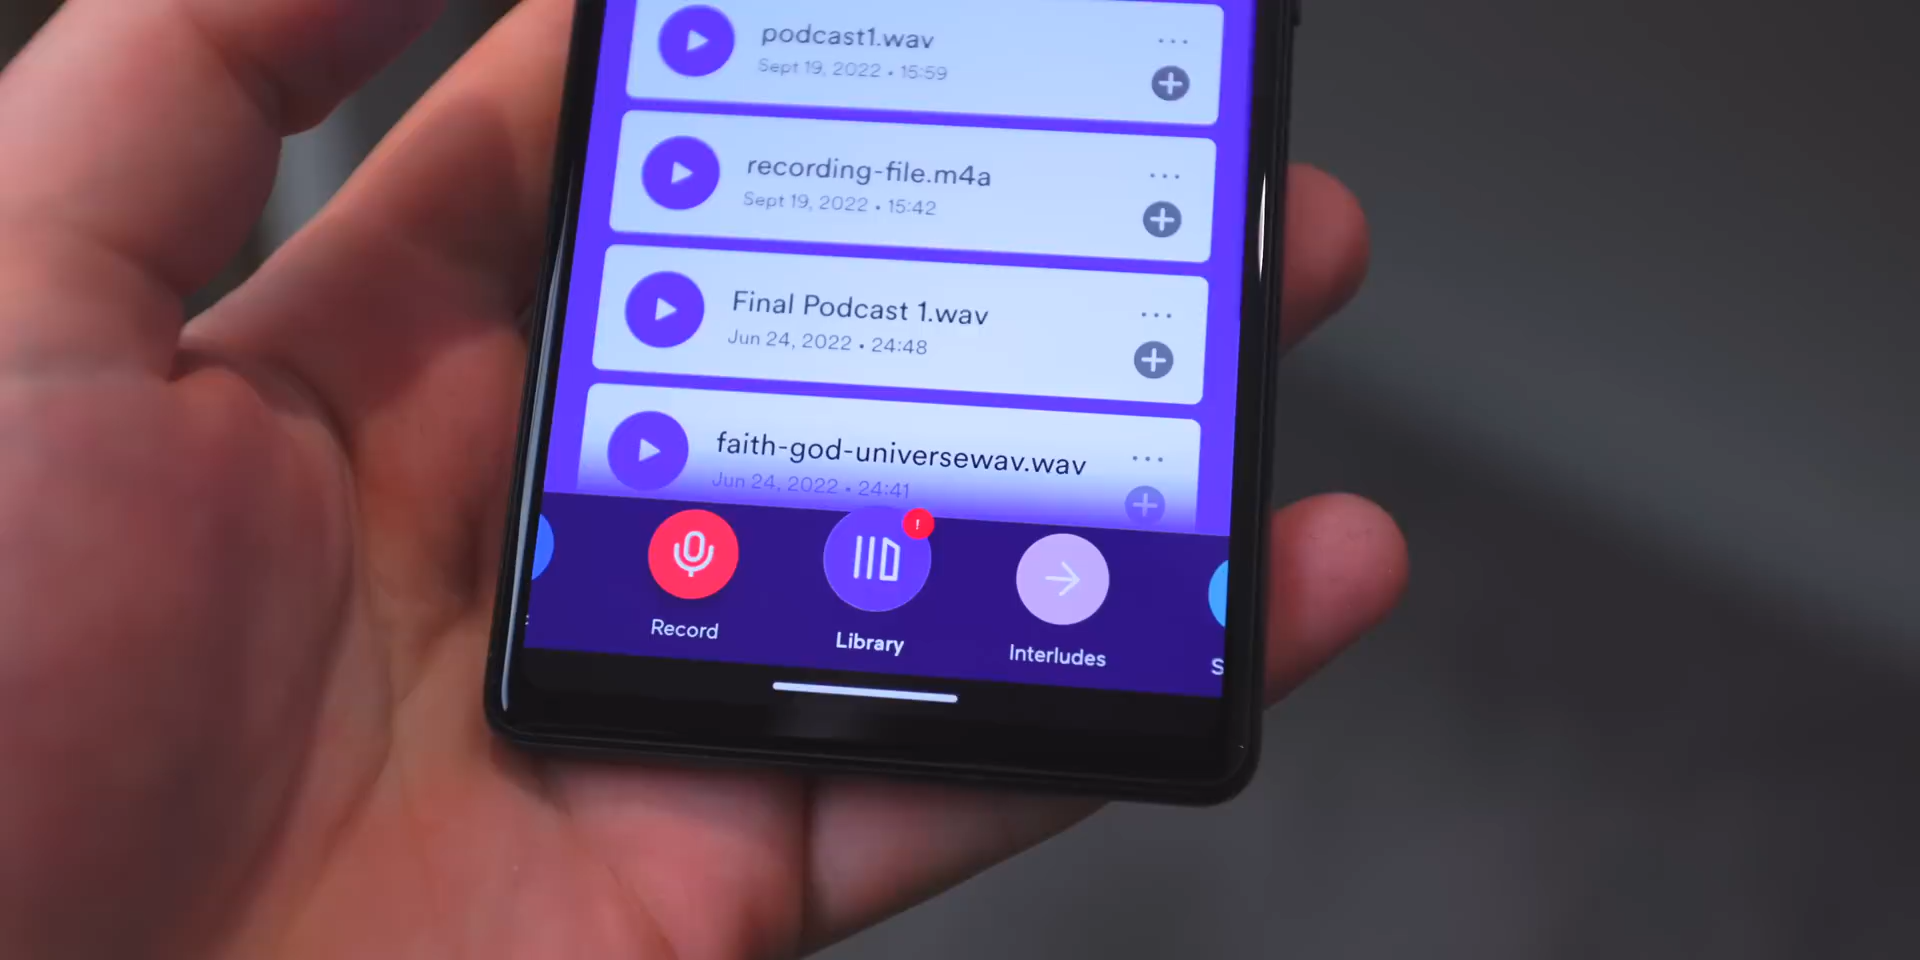 podcast1.wav
Sept 19, 2022 • 15:59
recording-file.m4a
Sept 19, 2022 • 15:42
Final Podcast 1.wav
Jun 24, 2022 • 24:48
faith-god-universewav.wav
Jun 24, 2022 • 24:41
!
Record
Library
Interludes
S